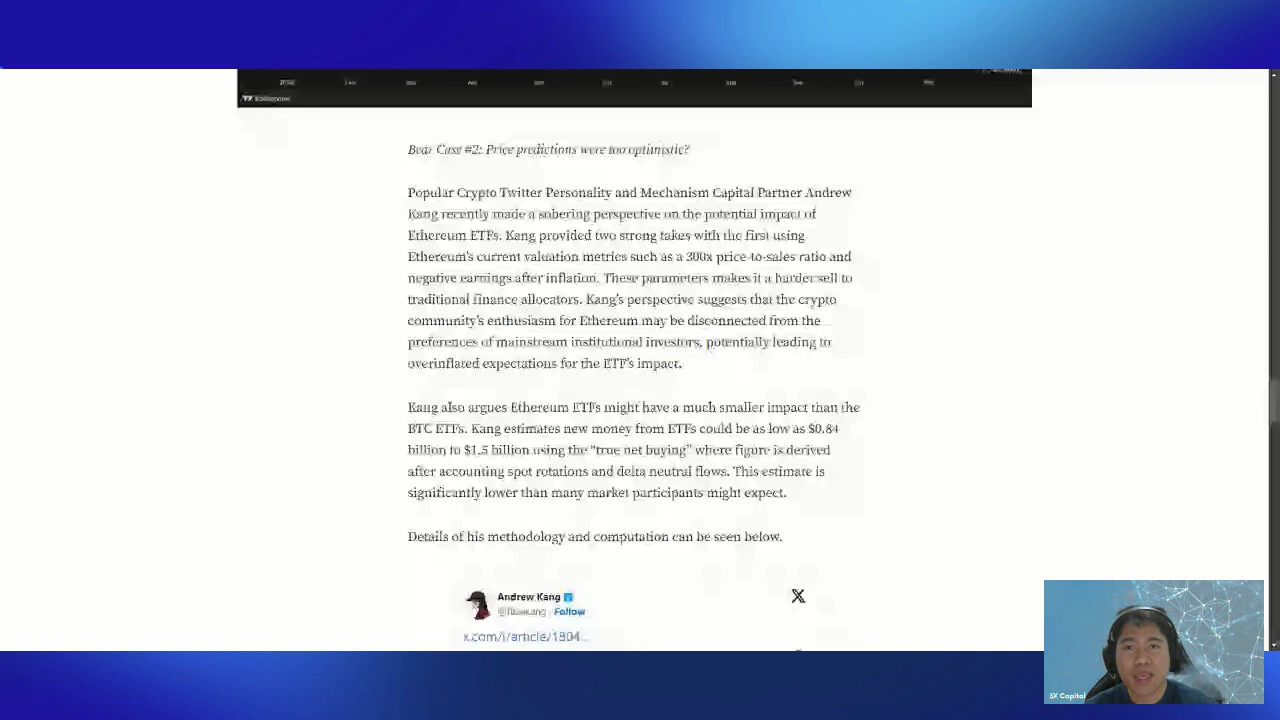 Bear Case #2: Price predictions were too optimistic?
Popular Crypto Twitter Personality and Mechanism Capital Partner Andrew
Kang recently made a sobering perspective on the potential impact of
Ethereum ETFs. Kang provided two strong takes with the first using
Ethereum's current valuation metrics such as a 300x price-to-sales ratio and
negative earnings after inflation. These parameters makes it a harder sell to
traditional finance allocators. Kang's perspective suggests that the crypto
community's enthusiasm for Ethereum may be disconnected from the
preferences of mainstream institutional investors, potentially leading to
overinflated expectations for the ETF's impact.
Kang also argues Ethereum ETFs might have a much smaller impact than the
BTC ETFs. Kang estimates new money from ETFs could be as low as $0.84
billion to $1.5 billion using the "true net buying" where figure is derived
after accounting spot rotations and delta neutral flows. This estimate is
significantly lower than many market participants might expect.
Details of his methodology and computation can be seen below.
Andrew Kang
Follow
x.com/i/article/1804...
3X Capital